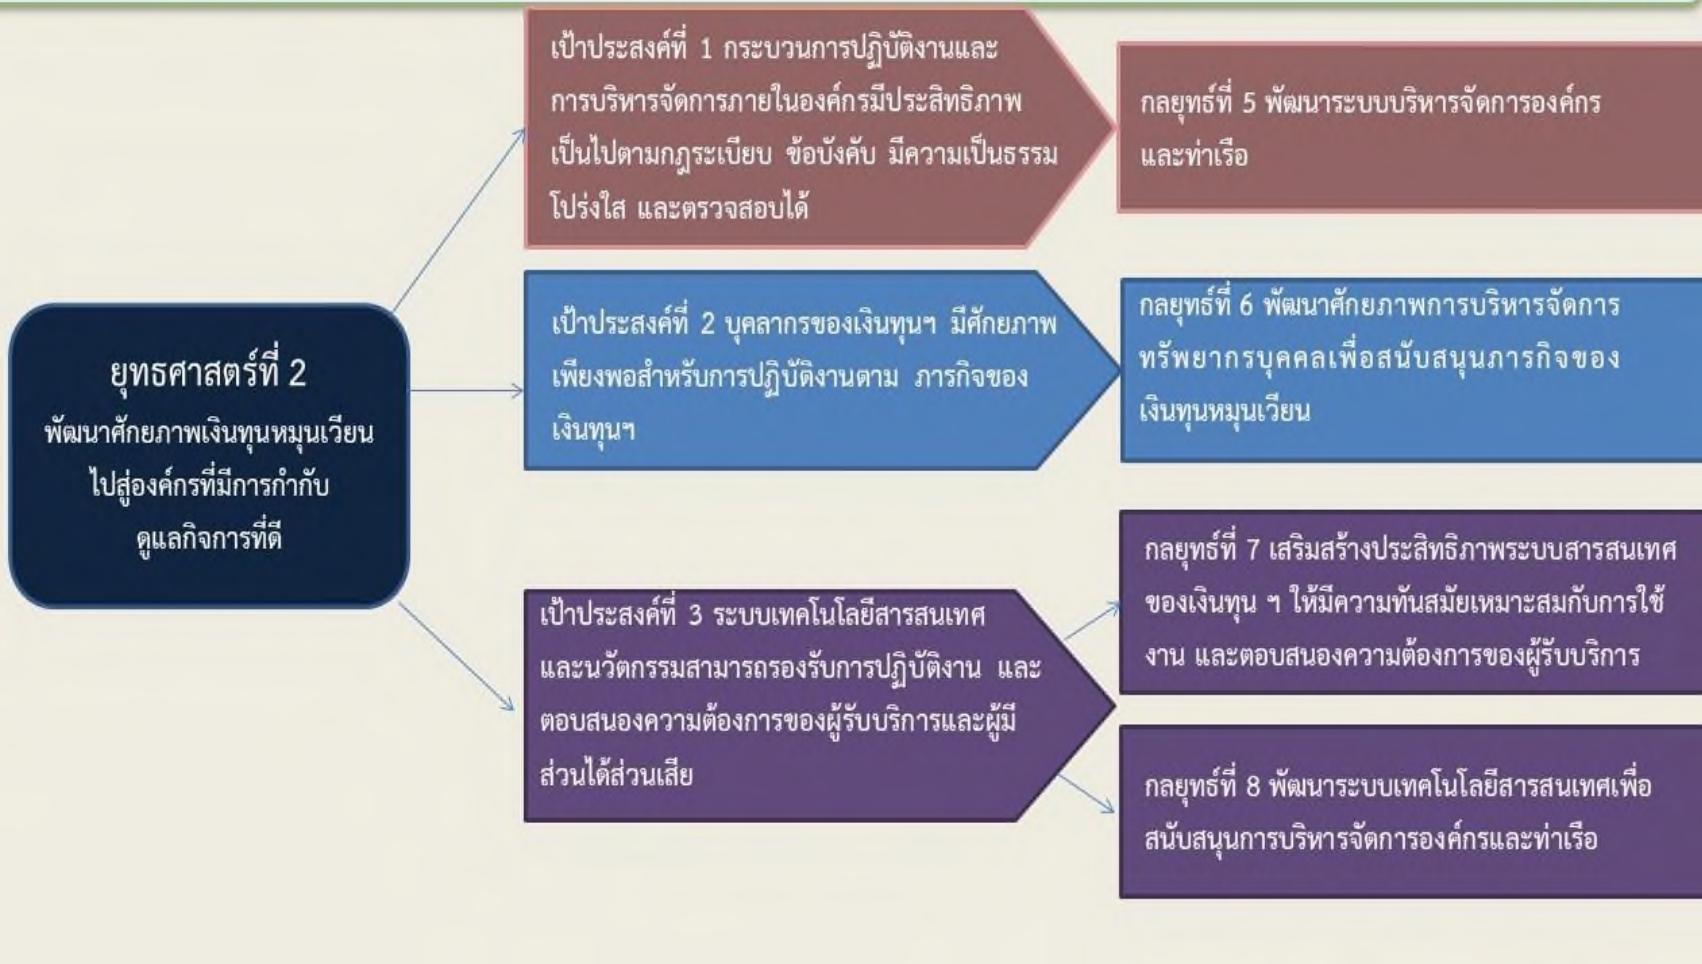 ยุทธศาสตร์ที่ 2
พัฒนาศักยภาพเงินทุนหมุนเวียน
ไปสู่องค์กรที่มีการกำกับ
ดูแลกิจการที่ดี
เป้าประสงค์ที่ 1 กระบวนการปฏิบัติงานและ
การบริหารจัดการภายในองค์กรมีประสิทธิภาพ
เป็นไปตามกฎระเบียบ ข้อบังคับ มีความเป็นธรรม
โปร่งใส และตรวจสอบได้
กลยุทธ์ที่ 5 พัฒนาระบบบริหารจัดการองค์กร
และท่าเรือ
เป้าประสงค์ที่ 2 บุคลากรของเงินทุนฯ มีศักยภาพ
เพียงพอสำหรับการปฏิบัติงานตาม ภารกิจของ
เงินทุนฯ
กลยุทธ์ที่ 6 พัฒนาศักยภาพการบริหารจัดการ
ทรัพยากรบุคคลเพื่อสนับสนุนภารกิจของ
เงินทุนหมุนเวียน
เป้าประสงค์ที่ 3 ระบบเทคโนโลยีสารสนเทศ
และนวัตกรรมสามารถรองรับการปฏิบัติงาน และ
ตอบสนองความต้องการของผู้รับบริการและผู้มี
ส่วนได้ส่วนเสีย
กลยุทธ์ที่ 7 เสริมสร้างประสิทธิภาพระบบสารสนเทศ
ของเงินทุน ฯ ให้มีความทันสมัยเหมาะสมกับการใช้
งาน และตอบสนองความต้องการของผู้รับบริการ
กลยุทธ์ที่ 8 พัฒนาระบบเทคโนโลยีสารสนเทศเพื่อ
สนับสนุนการบริหารจัดการองค์กรและท่าเรือ